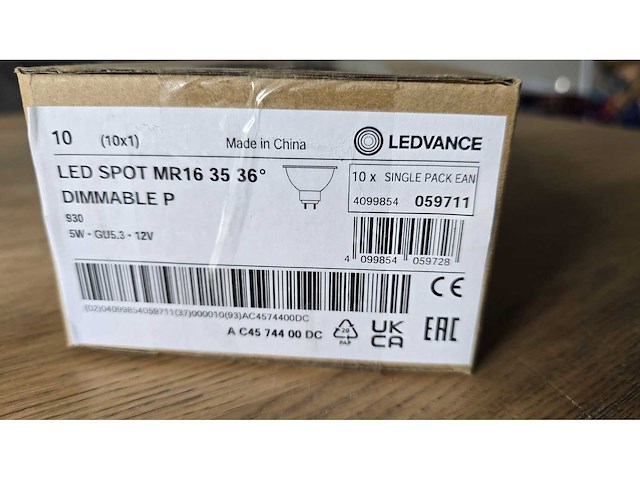 10 (10x1) Made in China LEDVANCE
LED SPOT MR16 35 36°
DIMMABLE P
930
5W - GU5.3 - 12V
10 x SINGLE PACK EAN
4099854 059711
4 099854 059728
(02)04099854059711(37)000010(93)AC4574400DC
A C45 744 00 DC
20
PAP
UK
CA
CE
EAC